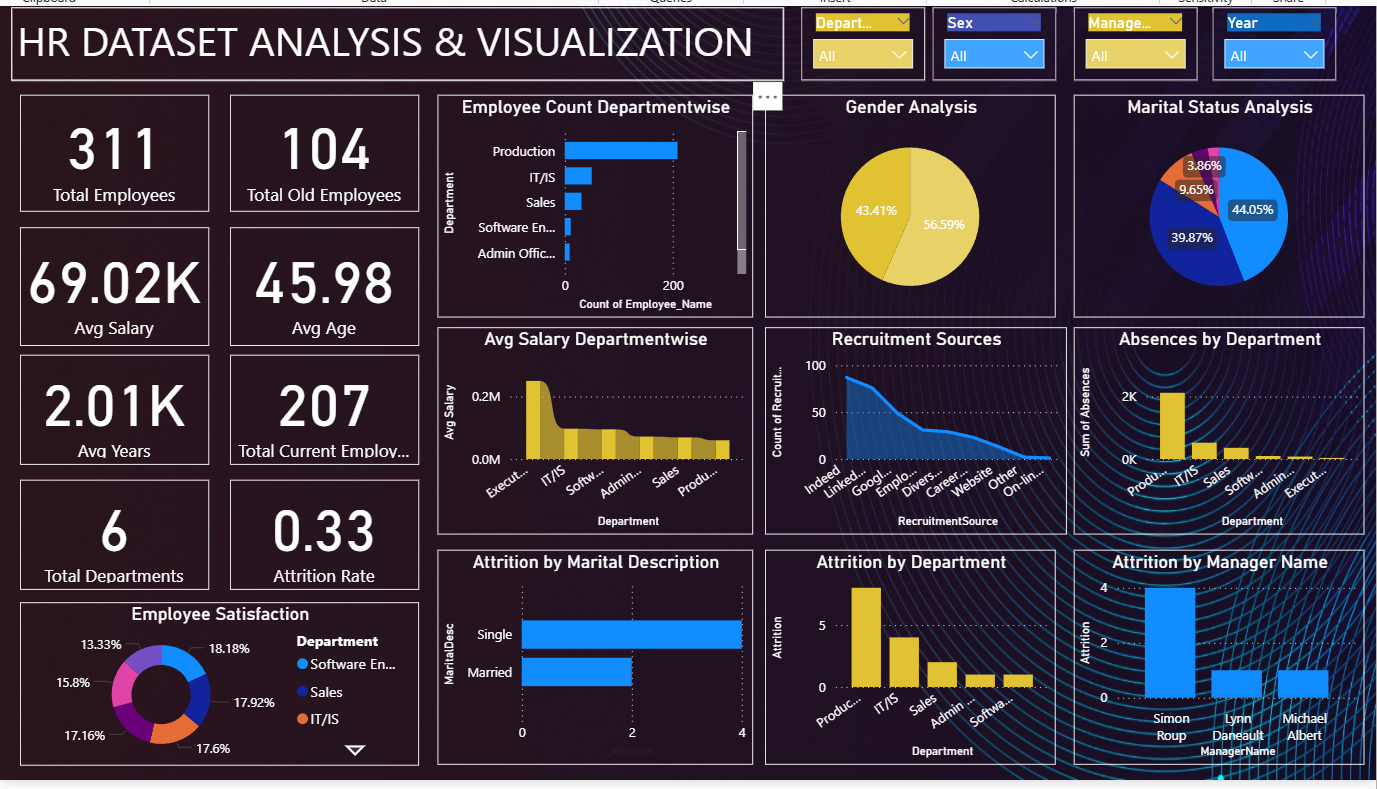 Clipboard
Data
Queries
Insert
Calculations
Sensitivity
Share
HR DATASET ANALYSIS & VISUALIZATION
Depart...
All
Sex
All
Manage...
All
Year
All
311
Total Employees
104
Total Old Employees
69.02K
Avg Salary
45.98
Avg Age
2.01K
Avg Years
207
Total Current Employ...
6
Total Departments
0.33
Attrition Rate
Employee Satisfaction
13.33%
18.18%
15.8%
17.92%
17.16%
17.6%
Department
Software En...
Sales
IT/IS
Employee Count Departmentwise
Department
Production
IT/IS
Sales
Software En...
Admin Offic...
0
200
Count of Employee_Name
Gender Analysis
43.41%
56.59%
Marital Status Analysis
3.86%
9.65%
44.05%
39.87%
Avg Salary Departmentwise
Avg Salary
0.2M
0.0M
Execut...
IT/IS
Softw...
Admin...
Sales
Produ...
Department
Recruitment Sources
Count of Recruit...
100
50
0
Indeed
Linked...
Googl...
Emplo...
Divers...
Career...
Website
Other
On-lin...
RecruitmentSource
Absences by Department
Sum of Absences
2K
0K
Produ...
IT/IS
Sales
Softw...
Admin...
Execut...
Department
Attrition by Marital Description
MaritalDesc
Single
Married
0
2
4
Attrition
Attrition by Department
Attrition
5
0
Produc...
IT/IS
Sales
Admin ...
Softwa...
Department
Attrition by Manager Name
Attrition
4
2
0
Simon
Roup
Lynn
Daneault
Michael
Albert
ManagerName